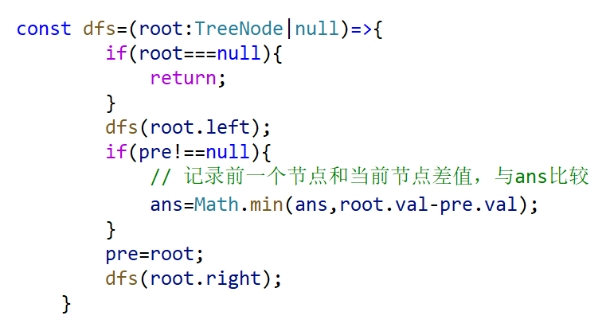 const dfs=(root:TreeNode|null)=>{
if(root===null){
return;
}
dfs(root.left);
if(pre!==null){
// 记录前一个节点和当前节点差值，与ans比较
ans=Math.min(ans,root.val-pre.val);
}
pre=root;
dfs(root.right);
}